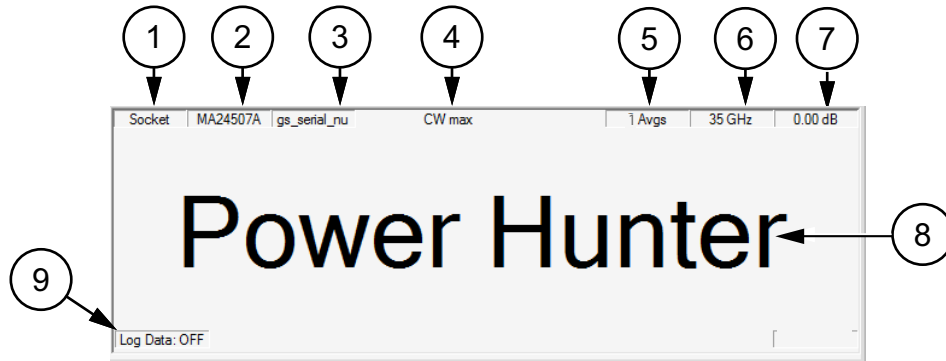 1 2 3 4 5 6 7
Socket MA24507A gs_serial_nu CW max 1 Avgs 35 GHz 0.00 dB
Power Hunter
8
9
Log Data: OFF